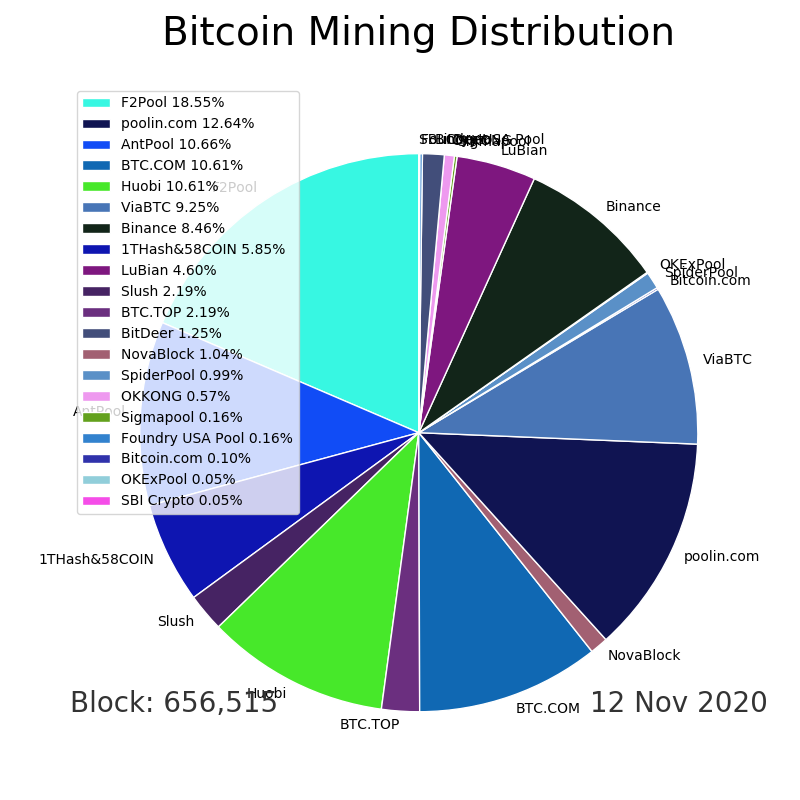 Bitcoin Mining Distribution
F2Pool 18.55%
poolin.com 12.64%
AntPool 10.66%
BTC.COM 10.61%
Huobi 10.61%
ViaBTC 9.25%
Binance 8.46%
1THash&58COIN 5.85%
LuBian 4.60%
Slush 2.19%
BTC.TOP 2.19%
BitDeer 1.25%
NovaBlock 1.04%
SpiderPool 0.99%
OKKONG 0.57%
Sigmapool 0.16%
Foundry USA Pool 0.16%
Bitcoin.com 0.10%
OKExPool 0.05%
SBI Crypto 0.05%
LuBian
F2Pool
Binance
OKExPool
SpiderPool
Bitcoin.com
ViaBTC
AntPool
poolin.com
1THash&58COIN
Slush
NovaBlock
Huobi
BTC.COM
BTC.TOP
Block: 656,515
12 Nov 2020